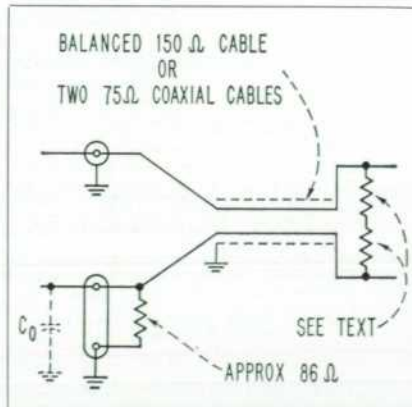 BALANCED 150 Ω CABLE
OR
TWO 75Ω COAXIAL CABLES
C₀
SEE TEXT
APPROX 86 Ω